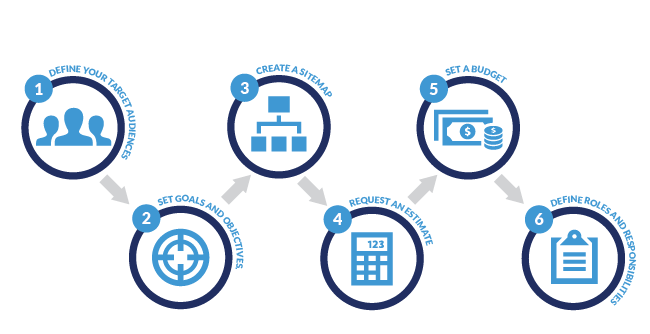 1
DEFINE YOUR TARGET AUDIENCES
2
SET GOALS AND OBJECTIVES
3
CREATE A SITEMAP
4
REQUEST AN ESTIMATE
123
5
SET A BUDGET
$
$
6
DEFINE ROLES AND RESPONSIBILITIES